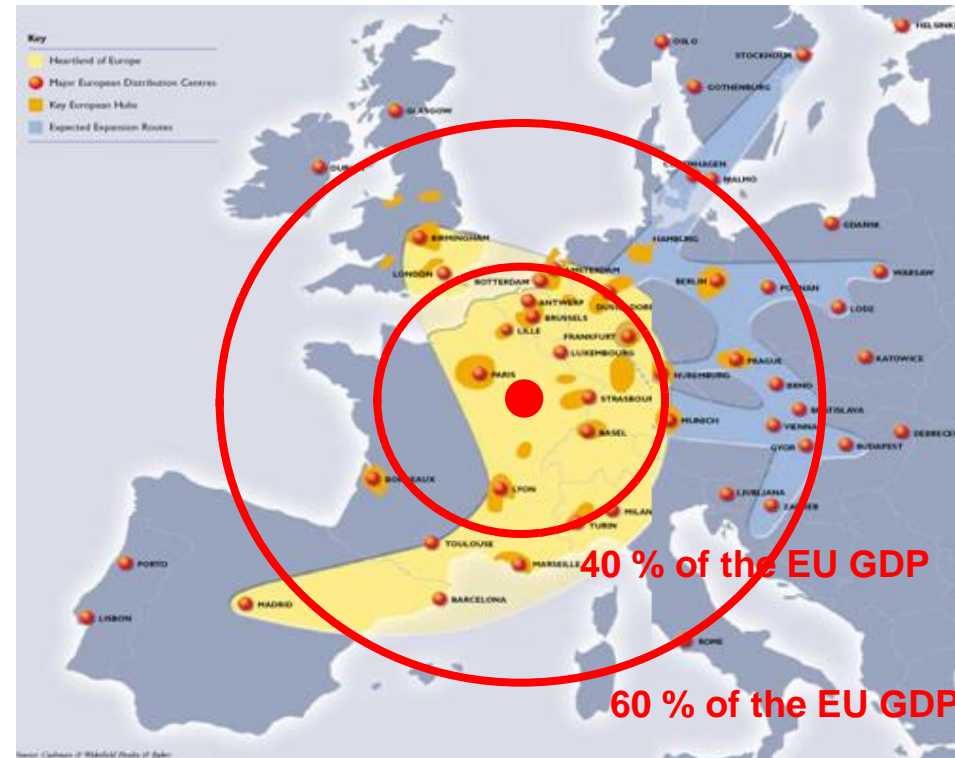 Key
Heartland of Europe
Major European Distribution Centres
Key European Hubs
Expected Expansion Routes
HELSINK
OSLO
STOCKHOLM
GOTHENBURG
GLASGOW
MALMO
GDANSK
BIRMINGHAM
HAMBURG
LONDON
ROTTERDAM
AMSTERDAM
BERLIN
POZNAN
WARSAW
ANTWERP
BRUSSELS
LODZ
LILLE
FRANKFURT
LUXEMBOURG
PARIS
NUREMBURG
PRAGUE
KATOWICE
STRASBOUR
BRNO
MUNICH
BRATISLAVA
VIENNA
BASEL
GYOR
BUDAPEST
DEBRECE
BORDEAUX
LYON
LJUBLJANA
ZAGREB
MILAN
TURIN
TOULOUSE
PORTO
MARSEILLE
40 % of the EU GDP
MADRID
BARCELONA
LISBON
ROME
60 % of the EU GDP